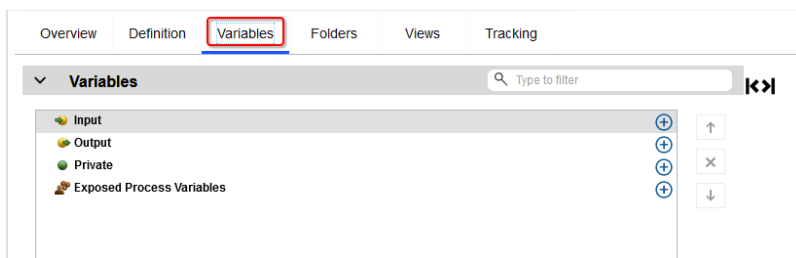 Overview Definition Variables Folders Views Tracking
Variables Type to filter
Input
Output
Private
Exposed Process Variables